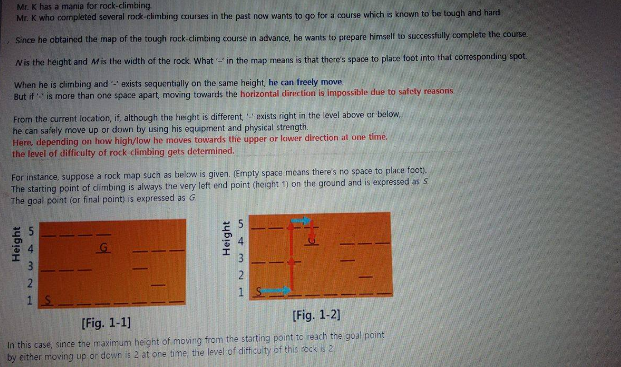 Mr. K has a mania for rock-climbing.
Mr. K who completed several rock-climbing courses in the past now wants to go for a course which is known to be tough and hard.
Since he obtained the map of the tough rock-climbing course in advance, he wants to prepare himself to successfully complete the course.
N is the height and M is the width of the rock. What '-' in the map means is that there's space to place foot into that corresponding spot.
When he is climbing and '-' exists sequentially on the same height, he can freely move.
But if '-' is more than one space apart, moving towards the horizontal direction is impossible due to safety reasons.
From the current location, if, although the height is different, '-' exists right in the level above or below,
he can safely move up or down by using his equipment and physical strength.
Here, depending on how high/low he moves towards the upper or lower direction at one time,
the level of difficulty of rock climbing gets determined.
For instance, suppose a rock map such as below is given. (Empty space means there's no space to place foot).
The starting point of climbing is always the very left end point (height 1) on the ground and is expressed as S.
The goal point (or final point) is expressed as G.
Height
5
4 G
3
2
1 S
[Fig. 1-1]
Height
5
4 G
3
2
1 S
[Fig. 1-2]
In this case, since the maximum height of moving from the starting point to reach the goal point
by either moving up or down is 2 at one time, the level of difficulty of this rock is 2.